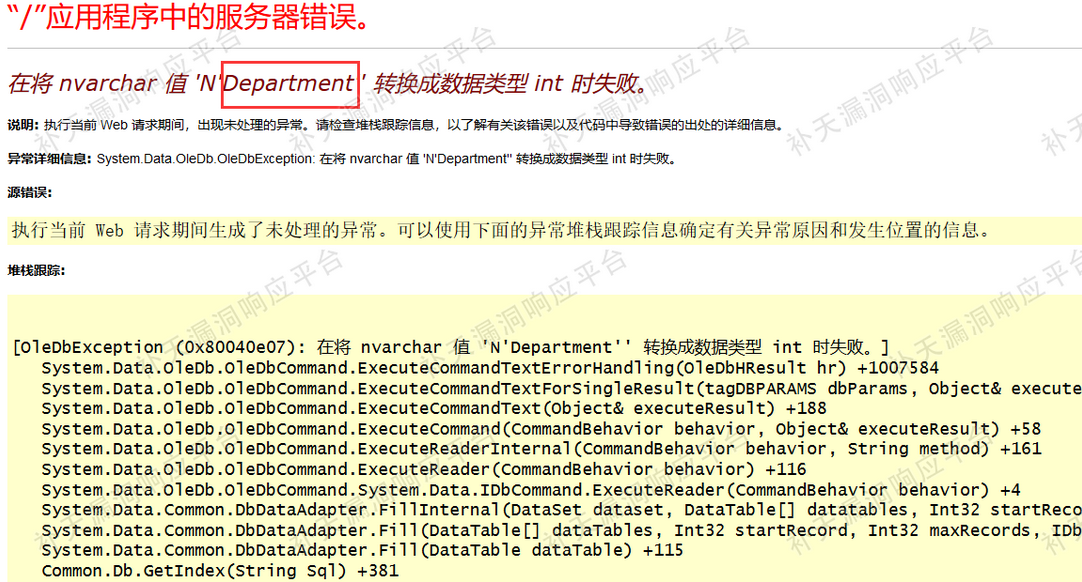 “/”应用程序中的服务器错误。
在将 nvarchar 值 'N'Department'' 转换成数据类型 int 时失败。
说明: 执行当前 Web 请求期间，出现未处理的异常。请检查堆栈跟踪信息，以了解有关该错误以及代码中导致错误的出处的详细信息。
异常详细信息: System.Data.OleDb.OleDbException: 在将 nvarchar 值 'N'Department'' 转换成数据类型 int 时失败。
源错误:
执行当前 Web 请求期间生成了未处理的异常。可以使用下面的异常堆栈跟踪信息确定有关异常原因和发生位置的信息。
堆栈跟踪:
[OleDbException (0x80040e07): 在将 nvarchar 值 'N'Department'' 转换成数据类型 int 时失败。]
System.Data.OleDb.OleDbCommand.ExecuteCommandTextErrorHandling(OleDbHResult hr) +1007584
System.Data.OleDb.OleDbCommand.ExecuteCommandTextForSingleResult(tagDBPARAMS dbParams, Object& execute
System.Data.OleDb.OleDbCommand.ExecuteCommandText(Object& executeResult) +188
System.Data.OleDb.OleDbCommand.ExecuteCommand(CommandBehavior behavior, Object& executeResult) +58
System.Data.OleDb.OleDbCommand.ExecuteReaderInternal(CommandBehavior behavior, String method) +161
System.Data.OleDb.OleDbCommand.ExecuteReader(CommandBehavior behavior) +116
System.Data.OleDb.OleDbCommand.System.Data.IDbCommand.ExecuteReader(CommandBehavior behavior) +4
System.Data.Common.DbDataAdapter.FillInternal(DataSet dataset, DataTable[] datatables, Int32 startReco
System.Data.Common.DbDataAdapter.Fill(DataTable[] dataTables, Int32 startRecord, Int32 maxRecords, IDb
System.Data.Common.DbDataAdapter.Fill(DataTable dataTable) +115
Common.Db.GetIndex(String Sql) +381
补天漏洞响应平台